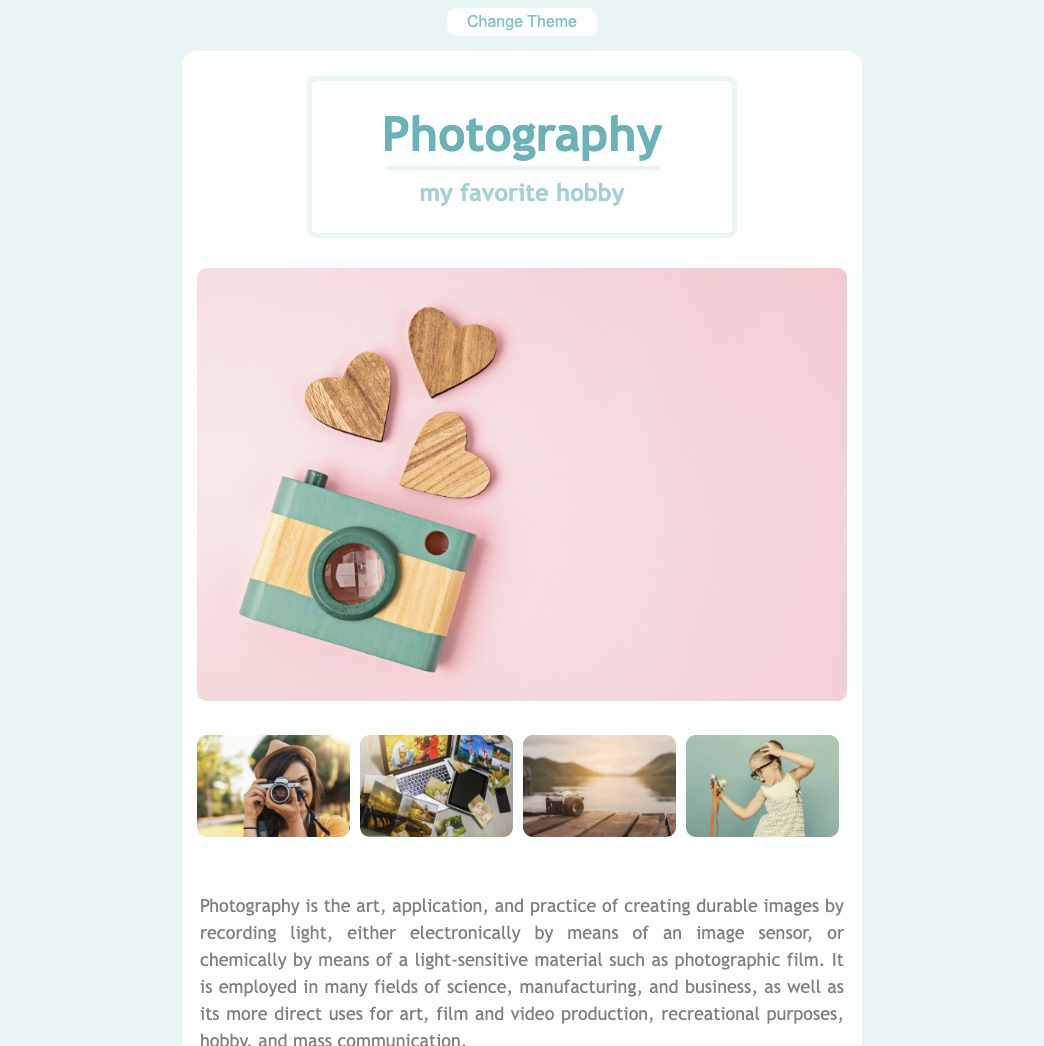 Change Theme
Photography
my favorite hobby
Photography is the art, application, and practice of creating durable images by
recording light, either electronically by means of an image sensor, or
chemically by means of a light-sensitive material such as photographic film. It
is employed in many fields of science, manufacturing, and business, as well as
its more direct uses for art, film and video production, recreational purposes,
hobby, and mass communication.